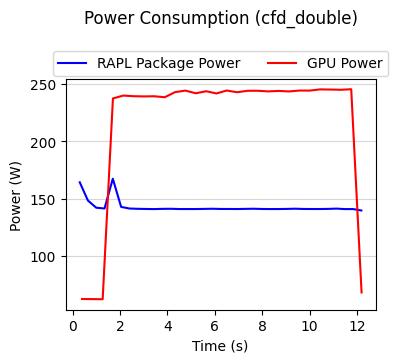 Power Consumption (cfd_double)
RAPL Package Power
GPU Power
250
200
150
100
Power (W)
0
2
4
6
8
10
12
Time (s)